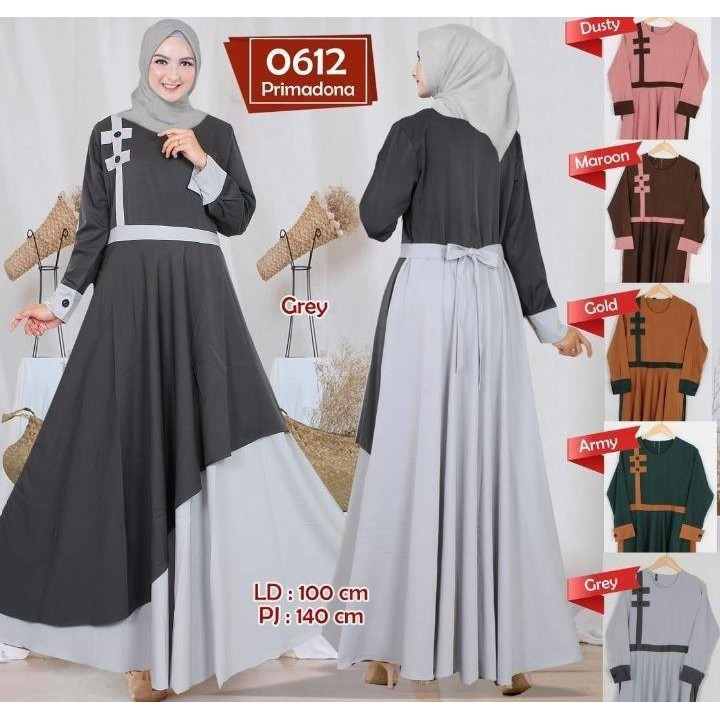 0612
Primadona
Grey
LD : 100 cm
PJ : 140 cm
Dusty
Maroon
Gold
Army
Grey